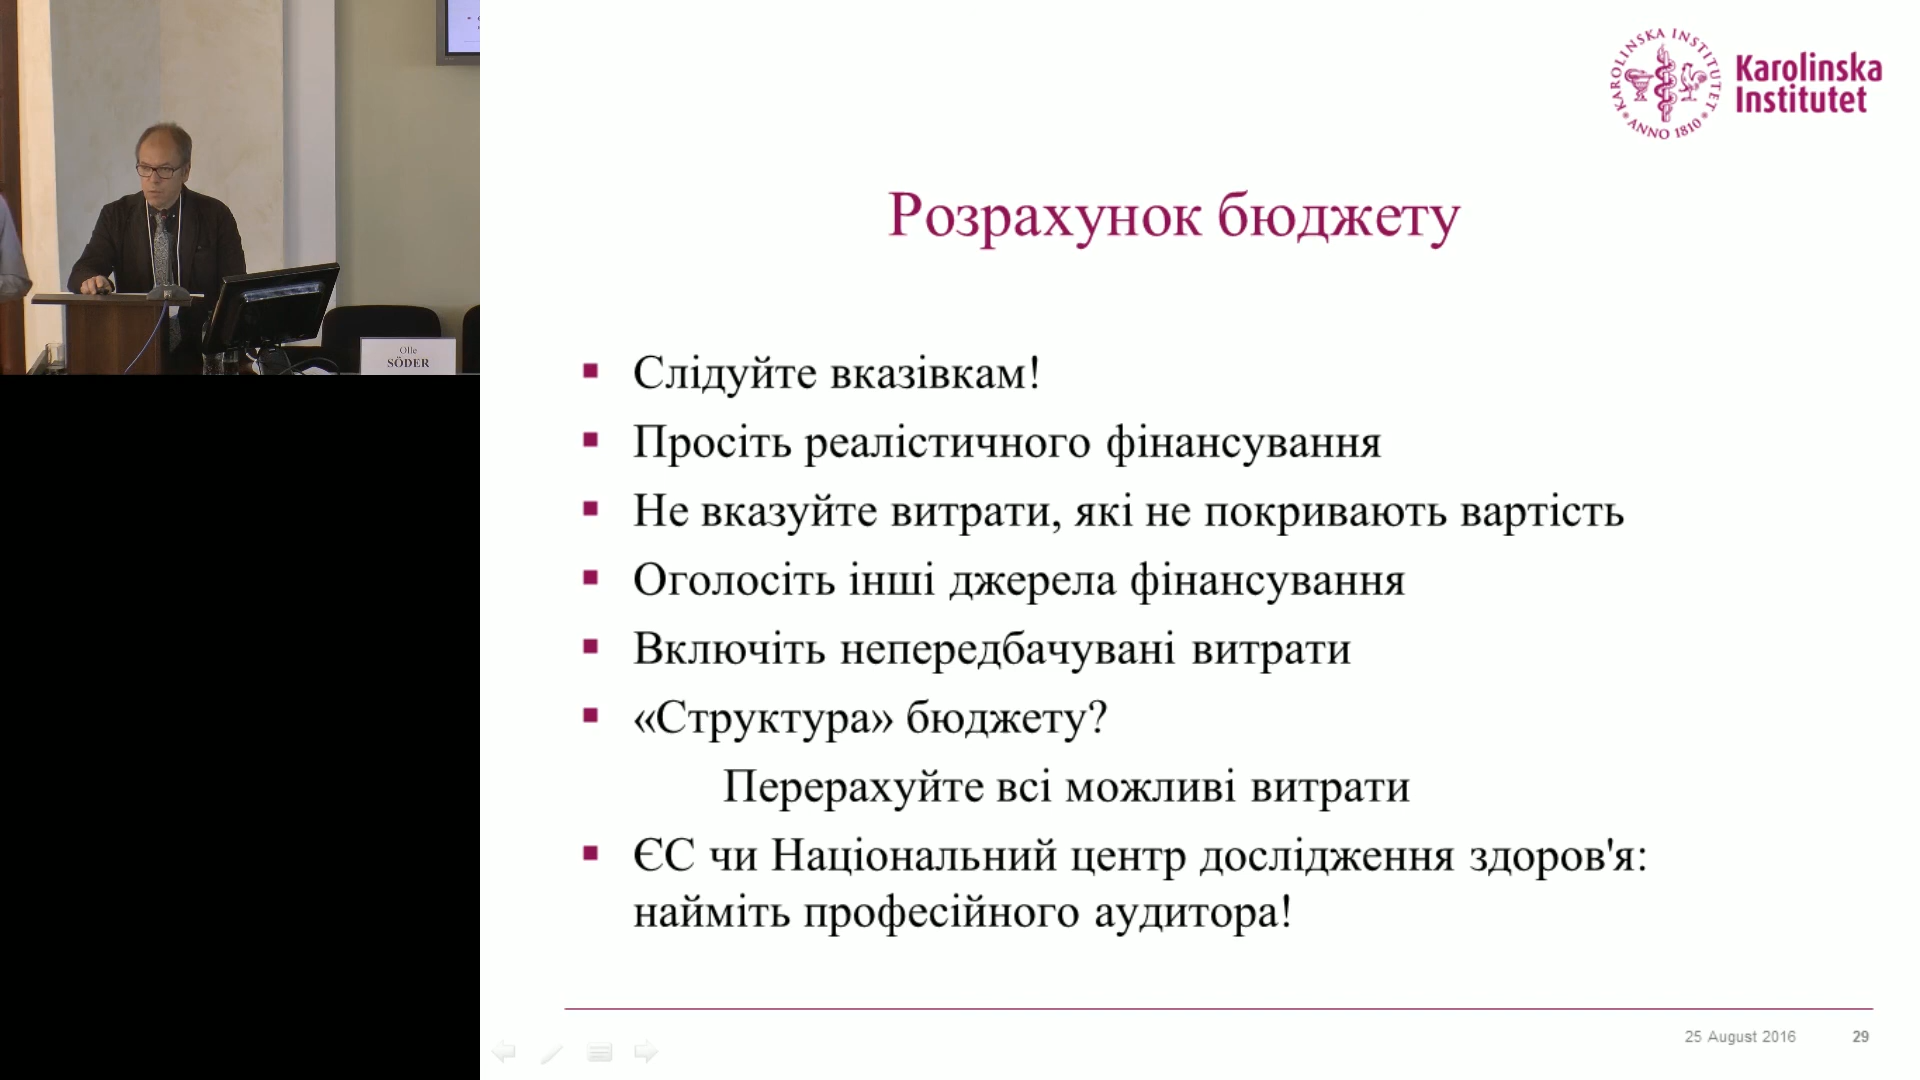 Olle
SÖDER
KAROLINSKA INSTITUTET
ANNO 1810
Karolinska
Institutet
Розрахунок бюджету
Слідуйте вказівкам!
Просіть реалістичного фінансування
Не вказуйте витрати, які не покривають вартість
Оголосіть інші джерела фінансування
Включіть непередбачувані витрати
«Структура» бюджету?
Перерахуйте всі можливі витрати
ЄС чи Національний центр дослідження здоров'я:
найміть професійного аудитора!
25 August 2016
29